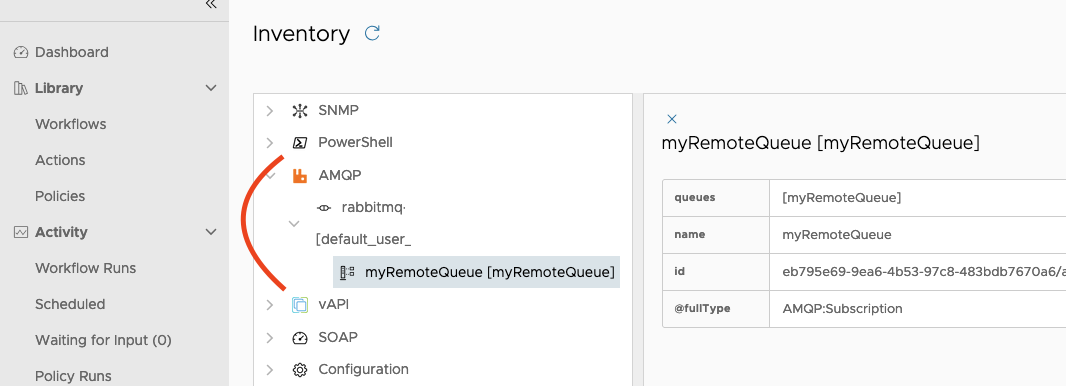 Dashboard
Library
Workflows
Actions
Policies
Activity
Workflow Runs
Scheduled
Waiting for Input (0)
Policy Runs
Inventory
SNMP
PowerShell
AMQP
rabbitmq
[default_user_
myRemoteQueue [myRemoteQueue]
vAPI
SOAP
Configuration
myRemoteQueue [myRemoteQueue]
queues [myRemoteQueue]
name myRemoteQueue
id eb795e69-9ea6-4b53-97c8-483bdb7670a6/a
@fullType AMQP:Subscription